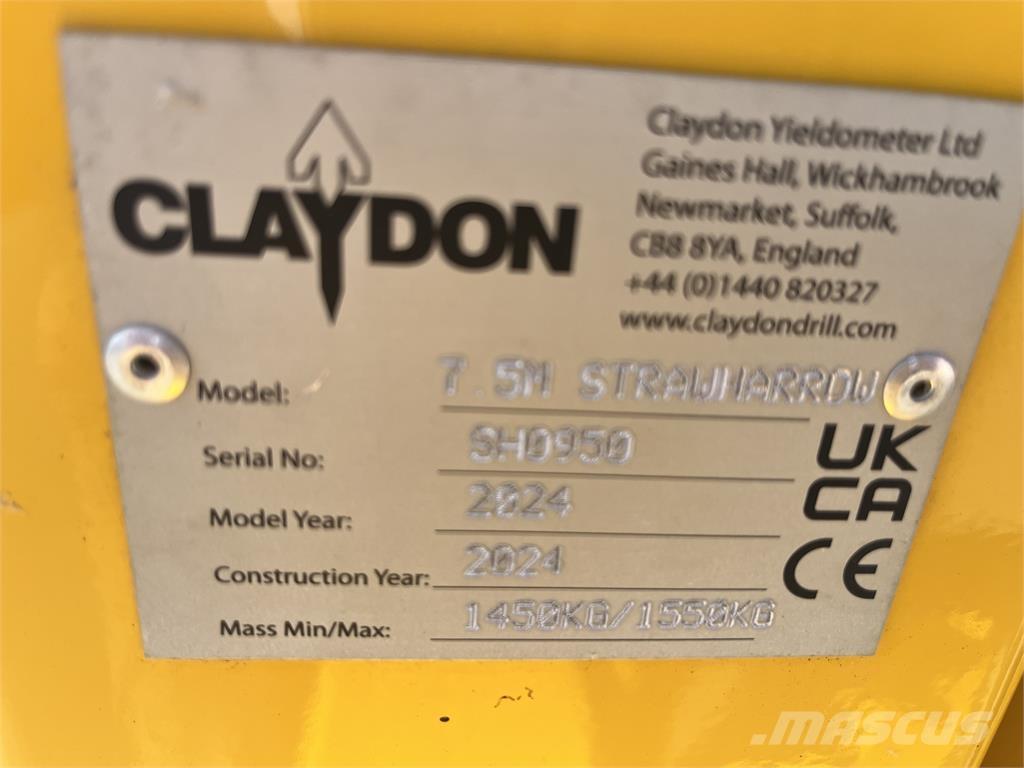 CLAYDON
Claydon Yieldometer Ltd
Gaines Hall, Wickhambrook
Newmarket, Suffolk,
CB8 8YA, England
+44 (0)1440 820327
www.claydondrill.com
Model: 7.5M STRAWHARROW
Serial No: SH0950
Model Year: 2024
Construction Year: 2024
Mass Min/Max: 1450KG/1550KG
UK
CA
CE
MASCUS